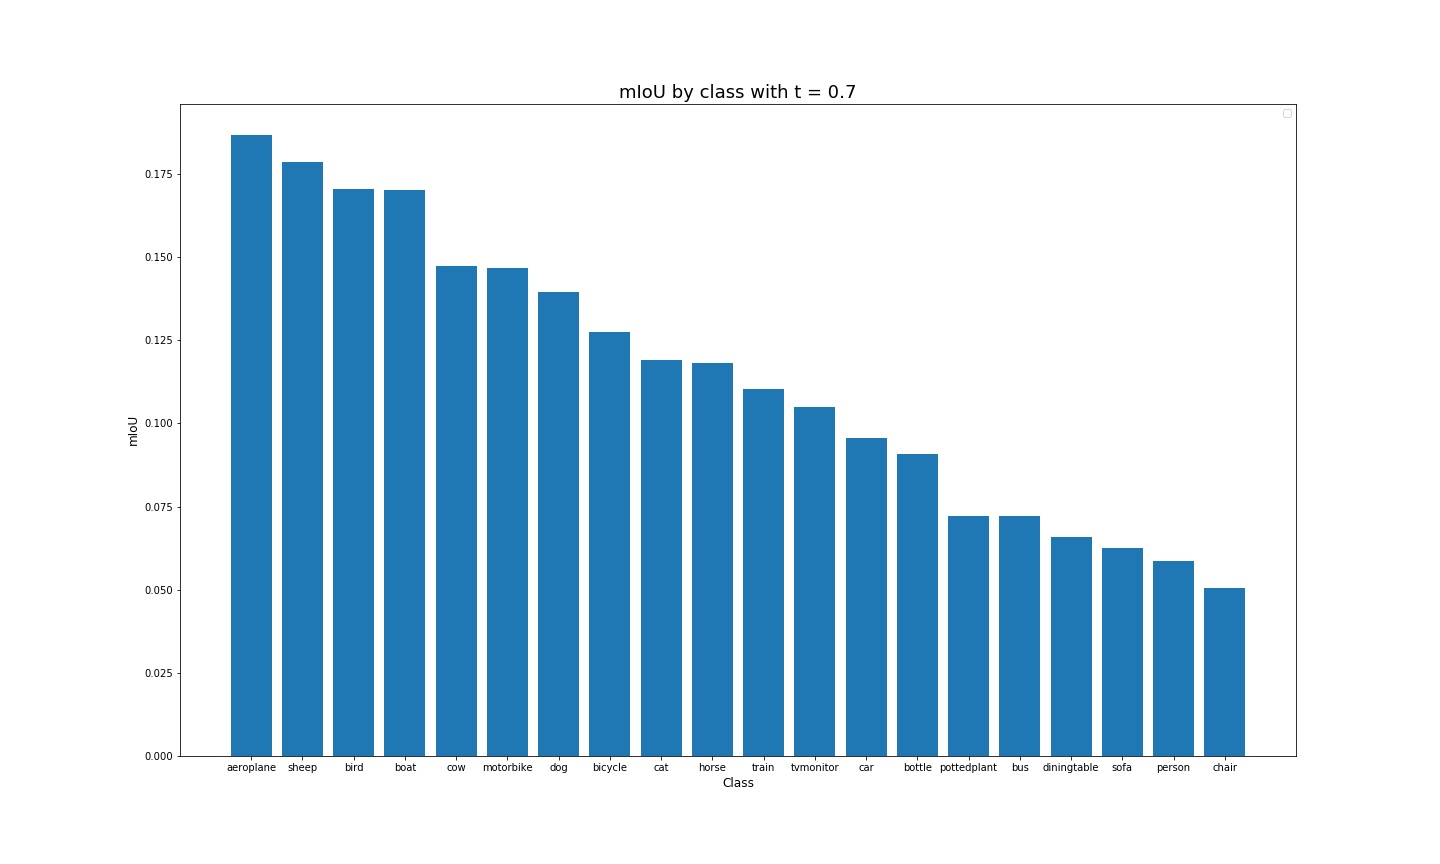 mIoU by class with t = 0.7
0.175
0.150
0.125
0.100
0.075
0.050
0.025
0.000
mIoU
aeroplane sheep bird boat cow motorbike dog bicycle cat horse train tvmonitor car bottle pottedplant bus diningtable sofa person chair
Class